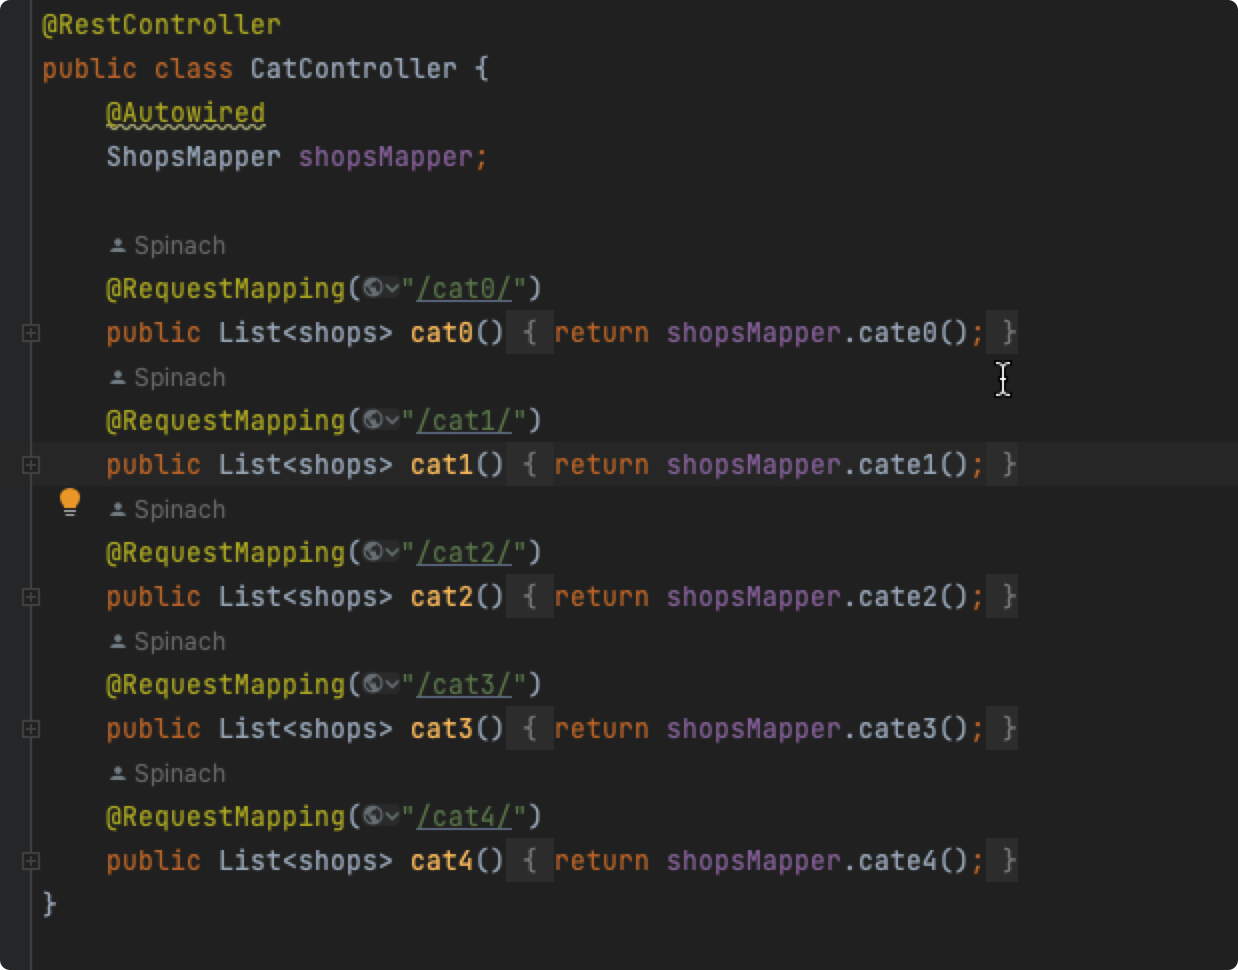 @RestController
public class CatController {
@Autowired
ShopsMapper shopsMapper;
Spinach
@RequestMapping("/cat0/")
public List<shops> cat0() { return shopsMapper.cate0(); }
Spinach
@RequestMapping("/cat1/")
public List<shops> cat1() { return shopsMapper.cate1(); }
Spinach
@RequestMapping("/cat2/")
public List<shops> cat2() { return shopsMapper.cate2(); }
Spinach
@RequestMapping("/cat3/")
public List<shops> cat3() { return shopsMapper.cate3(); }
Spinach
@RequestMapping("/cat4/")
public List<shops> cat4() { return shopsMapper.cate4(); }
}